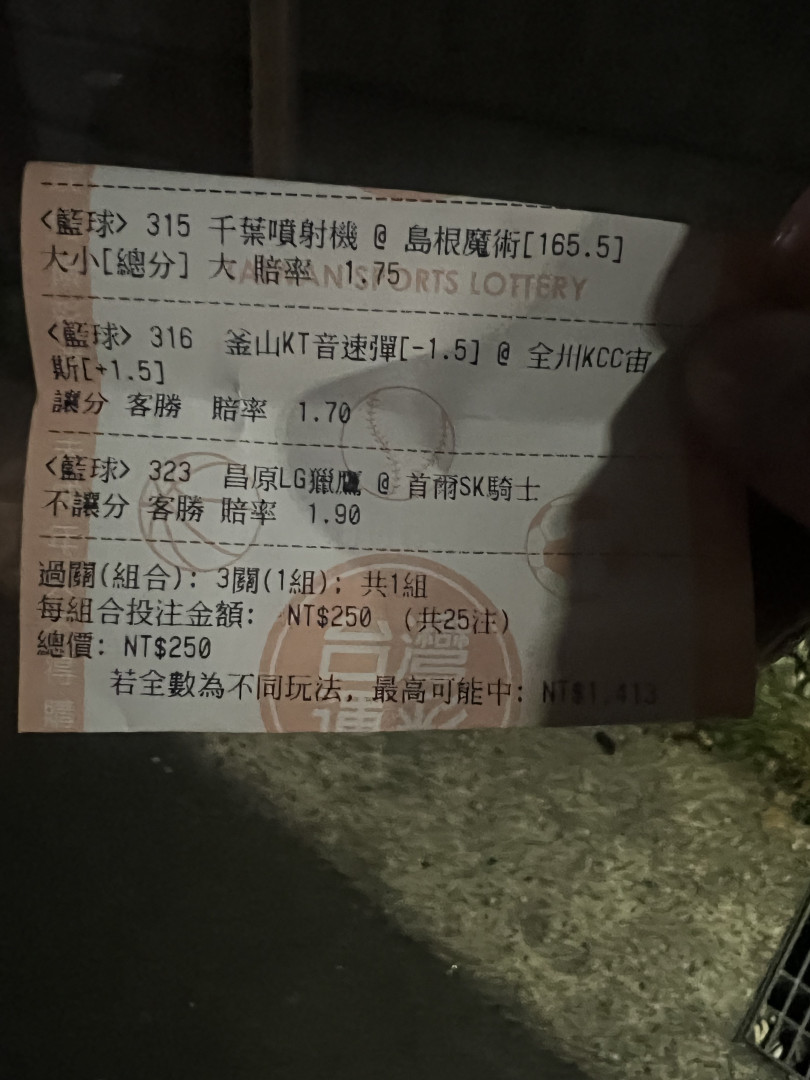 <籃球> 315 千葉噴射機 @ 島根魔術[165.5]
大小[總分] 大 賠率 1.75
TAIWAN SPORTS LOTTERY
<籃球> 316 釜山KT音速彈[-1.5] @ 全州KCC宙
斯[+1.5]
讓分 客勝 賠率 1.70
<籃球> 323 昌原LG獵鷹 @ 首爾SK騎士
不讓分 客勝 賠率 1.90
過關(組合): 3關(1組); 共1組
每組合投注金額: NT$250 (共25注)
總價: NT$250
若全數為不同玩法, 最高可能中: NT$1,413
台灣
運彩